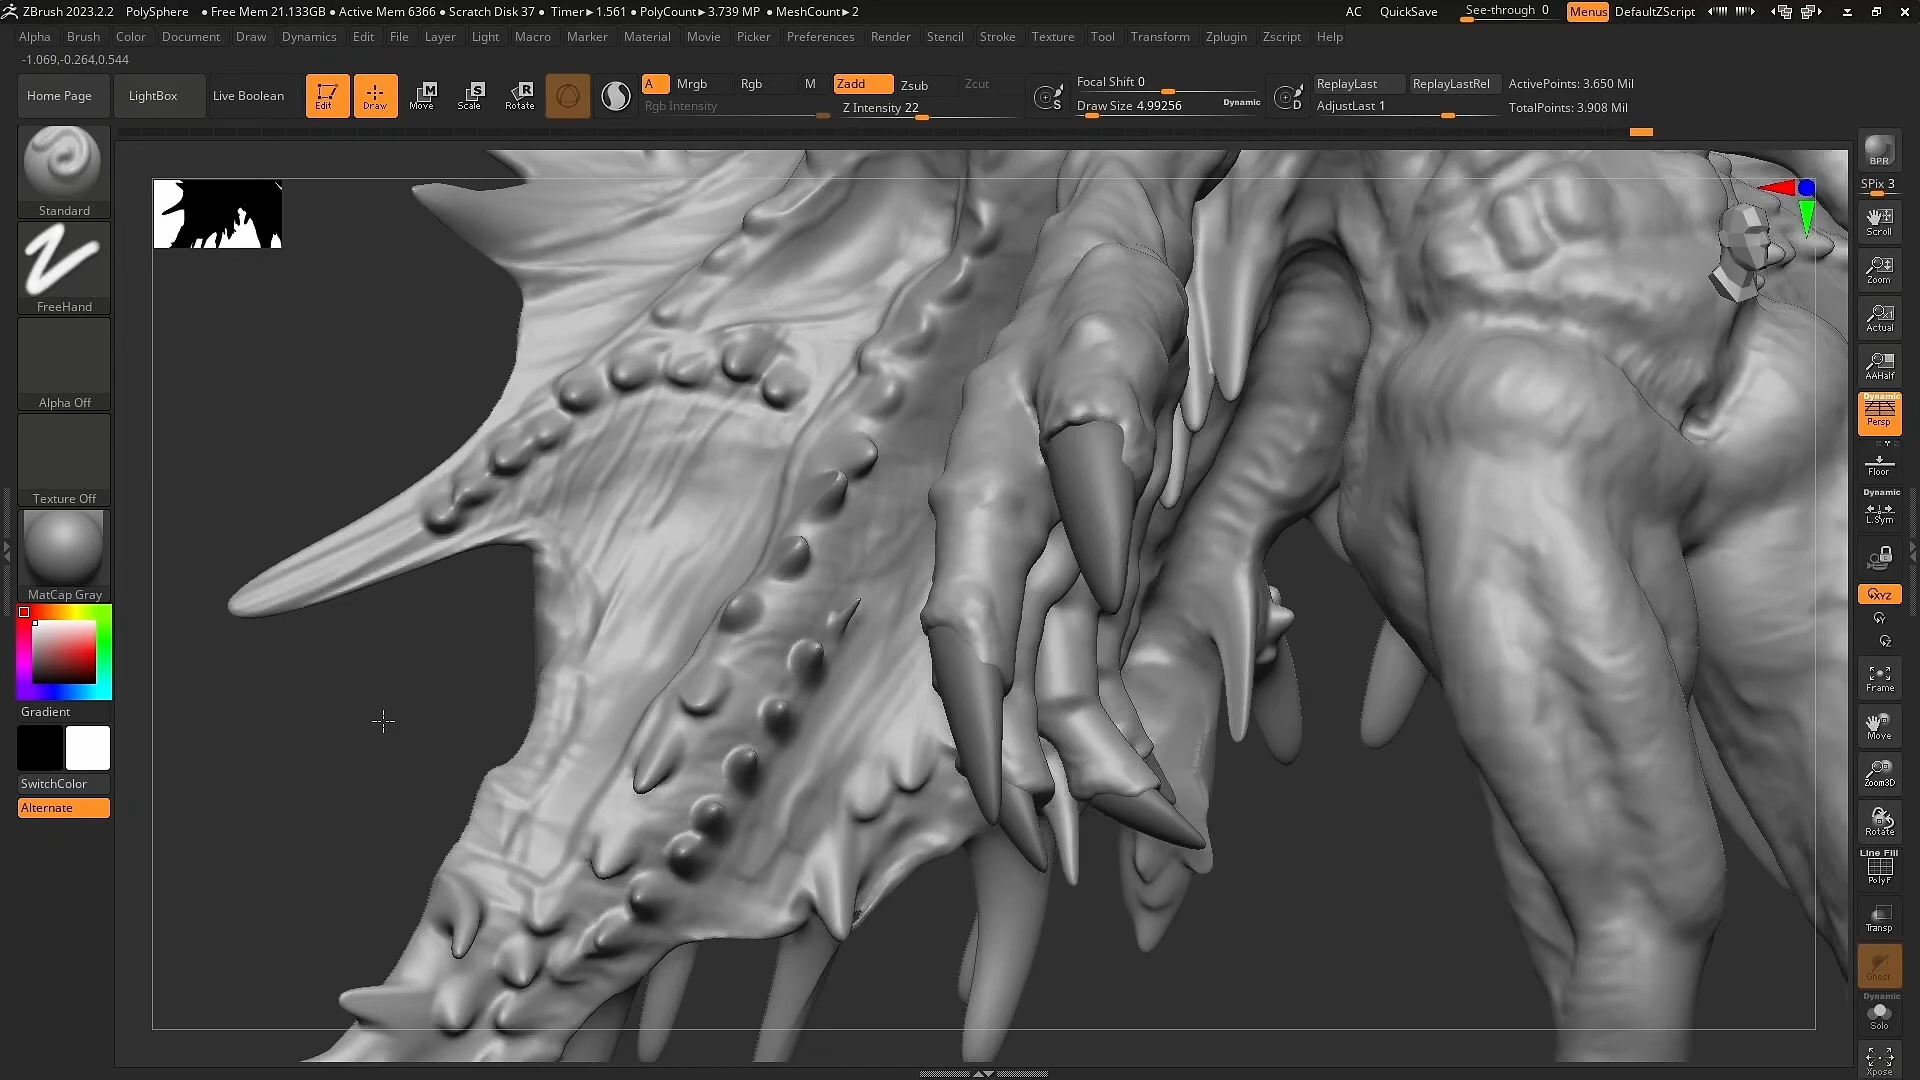 ZBrush 2023.2.2 PolySphere • Free Mem 21.133GB • Active Mem 6366 • Scratch Disk 37 • Timer▶1.561 • PolyCount▶3.739 MP • MeshCount▶2 AC QuickSave See-through 0 Menus DefaultZScript
Alpha Brush Color Document Draw Dynamics Edit File Layer Light Macro Marker Material Movie Picker Preferences Render Stencil Stroke Texture Tool Transform Zplugin Zscript Help
-1.069,-0.264,0.544
Home Page LightBox Live Boolean Edit Draw Move Scale Rotate A Mrgb Rgb M Zadd Zsub Zcut Focal Shift 0 ReplayLast ReplayLastRel ActivePoints: 3.650 Mil
Rgb Intensity Z Intensity 22 Draw Size 4.99256 Dynamic AdjustLast 1 TotalPoints: 3.908 Mil
M
S
R
S
D
Standard
FreeHand
Alpha Off
Texture Off
MatCap Gray
Gradient
SwitchColor
Alternate
BPR
SPix 3
Scroll
Zoom
Actual
AAHalf
Dynamic
Persp
Floor
Dynamic
L.Sym
XYZ
Y
Z
Frame
Move
Zoom3D
Rotate
Line Fill
PolyF
Transp
Ghost
Dynamic
Solo
Xpose